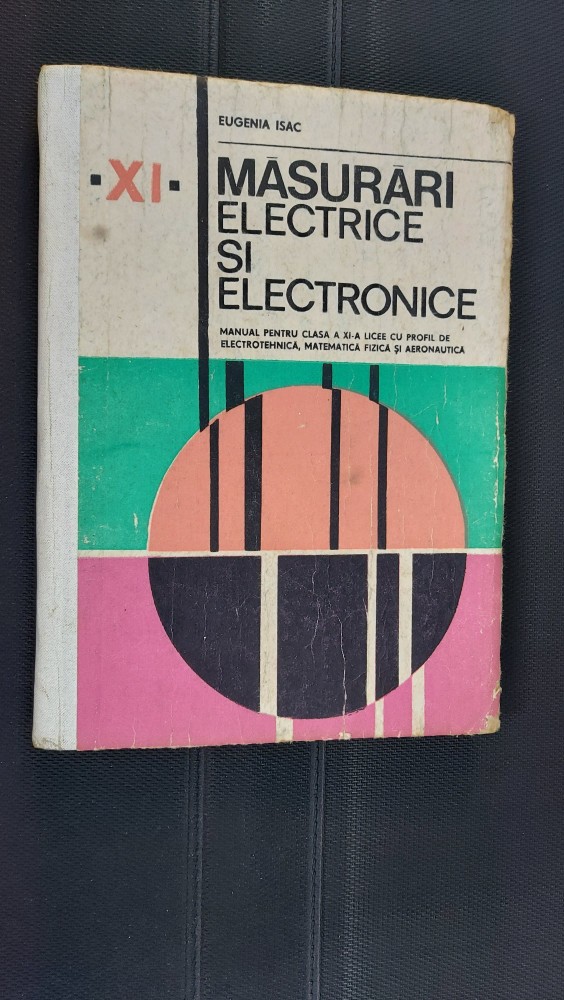 EUGENIA ISAC
·XI·
MĂSURĂRI
ELECTRICE
SI
ELECTRONICE
MANUAL PENTRU CLASA A XI-A LICEE CU PROFIL DE
ELECTROTEHNICĂ, MATEMATICĂ FIZICĂ ȘI AERONAUTICĂ